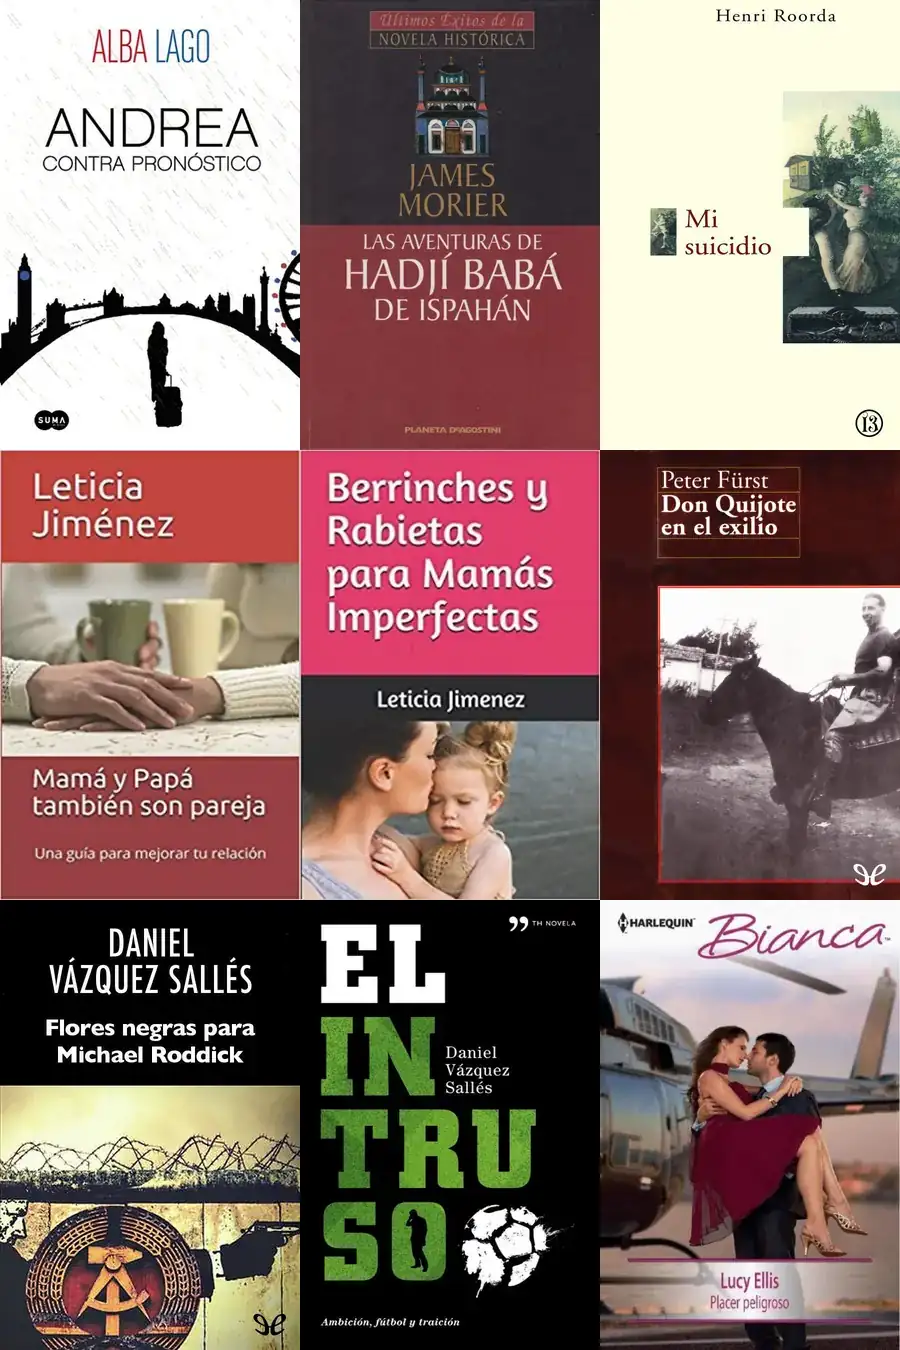 ALBA LAGO
ANDREA
CONTRA PRONÓSTICO
SUMA
Últimos Éxitos de la
NOVELA HISTÓRICA
JAMES
MORIER
LAS AVENTURAS DE
HADJÍ BABÁ
DE ISPAHÁN
PLANETA DEAGOSTINI
Henri Roorda
Mi
suicidio
13
Leticia
Jiménez
Mamá y Papá
también son pareja
Una guía para mejorar tu relación
Berrinches y
Rabietas
para Mamás
Imperfectas
Leticia Jimenez
Peter Fürst
Don Quijote
en el exilio
DANIEL
VÁZQUEZ SALLÉS
Flores negras para
Michael Roddick
TH NOVELA
EL
IN
TRU
SO
Daniel
Vázquez
Sallés
Ambición, fútbol y traición
HARLEQUIN
Bianca
Lucy Ellis
Placer peligroso